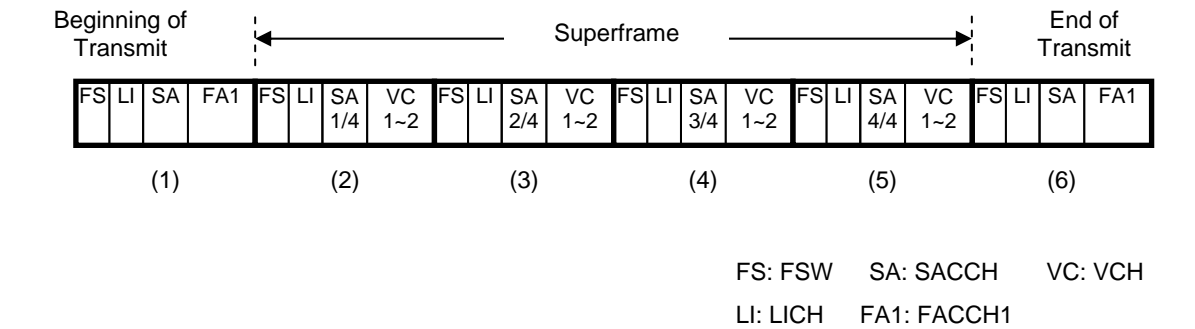 Beginning of
Transmit
Superframe
End of
Transmit
FS LI SA FA1 FS LI SA VC FS LI SA VC FS LI SA VC FS LI SA VC FS LI SA FA1
1/4 1~2 2/4 1~2 3/4 1~2 4/4 1~2
(1) (2) (3) (4) (5) (6)
FS: FSW SA: SACCH VC: VCH
LI: LICH FA1: FACCH1